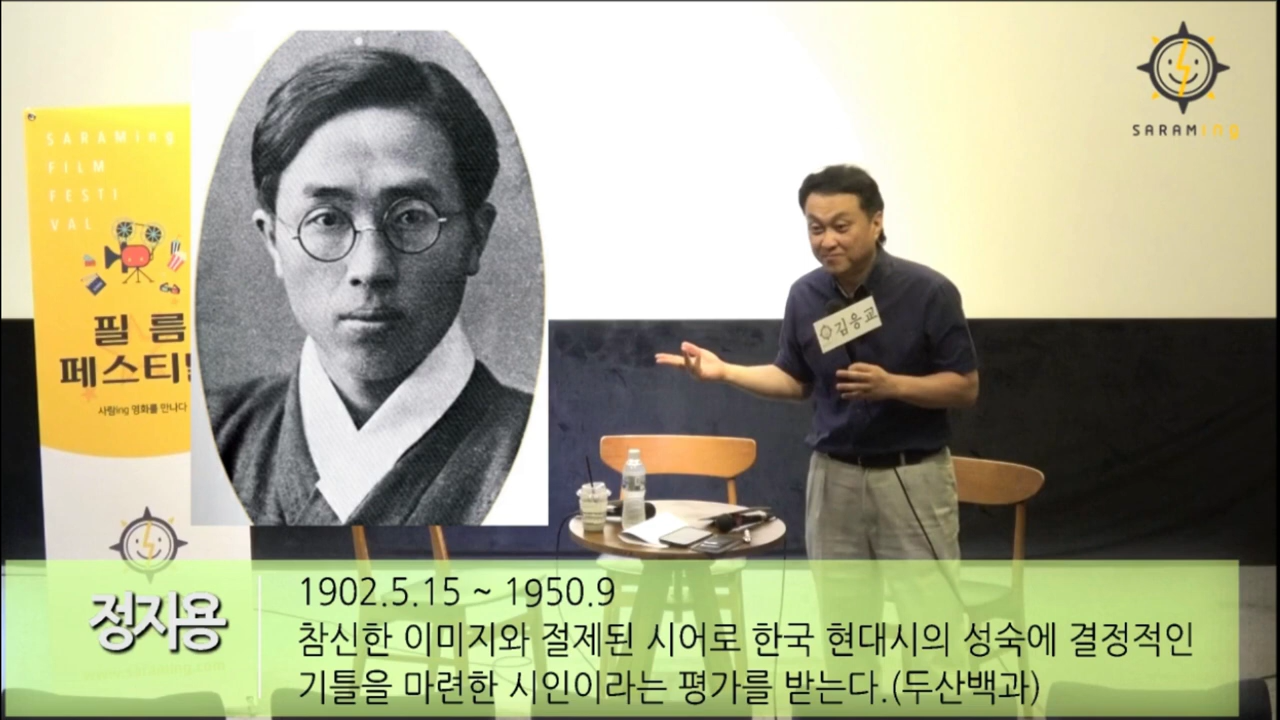 SARAMing
FILM
FESTI
VAL
필름
페스티
사람ing 영화를 만나다
SARAMing
김응교
정지용
1902.5.15 ~ 1950.9
참신한 이미지와 절제된 시어로 한국 현대시의 성숙에 결정적인
기틀을 마련한 시인이라는 평가를 받는다.(두산백과)